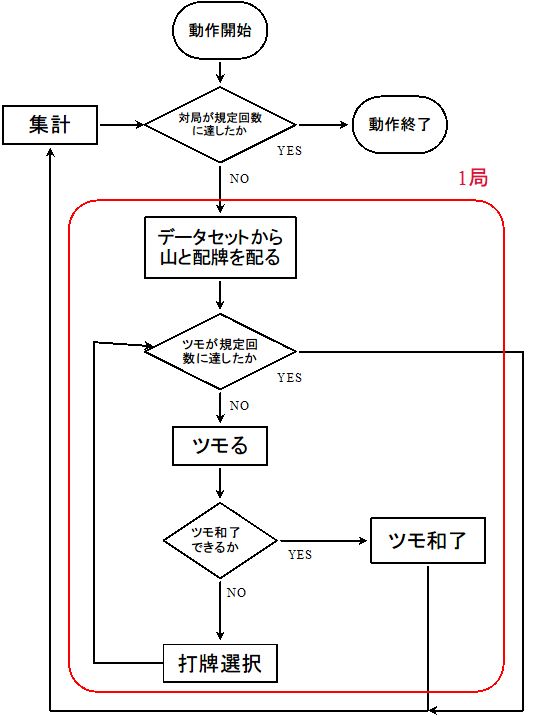 動作開始
対局が規定回数
に達したか
集計
動作終了
YES
NO
1局
データセットから
山と配牌を配る
ツモが規定回
数に達したか
YES
NO
ツモる
ツモ和了
できるか
ツモ和了
YES
NO
打牌選択